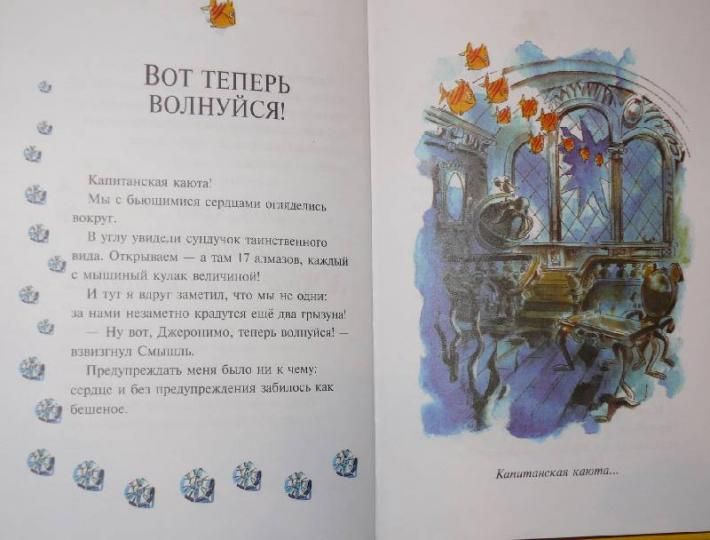 ВОТ ТЕПЕРЬ
ВОЛНУЙСЯ!
Капитанская каюта!
Мы с бьющимися сердцами огляделись
вокруг.
В углу увидели сундучок таинственного
вида. Открываем — а там 17 алмазов, каждый
с мышиный кулак величиной!
И тут я вдруг заметил, что мы не одни:
за нами незаметно крадутся ещё два грызуна!
— Ну вот, Джеронимо, теперь волнуйся! —
взвизгнул Смышль.
Предупреждать меня было ни к чему:
сердце и без предупреждения забилось как
бешеное.
Капитанская каюта...